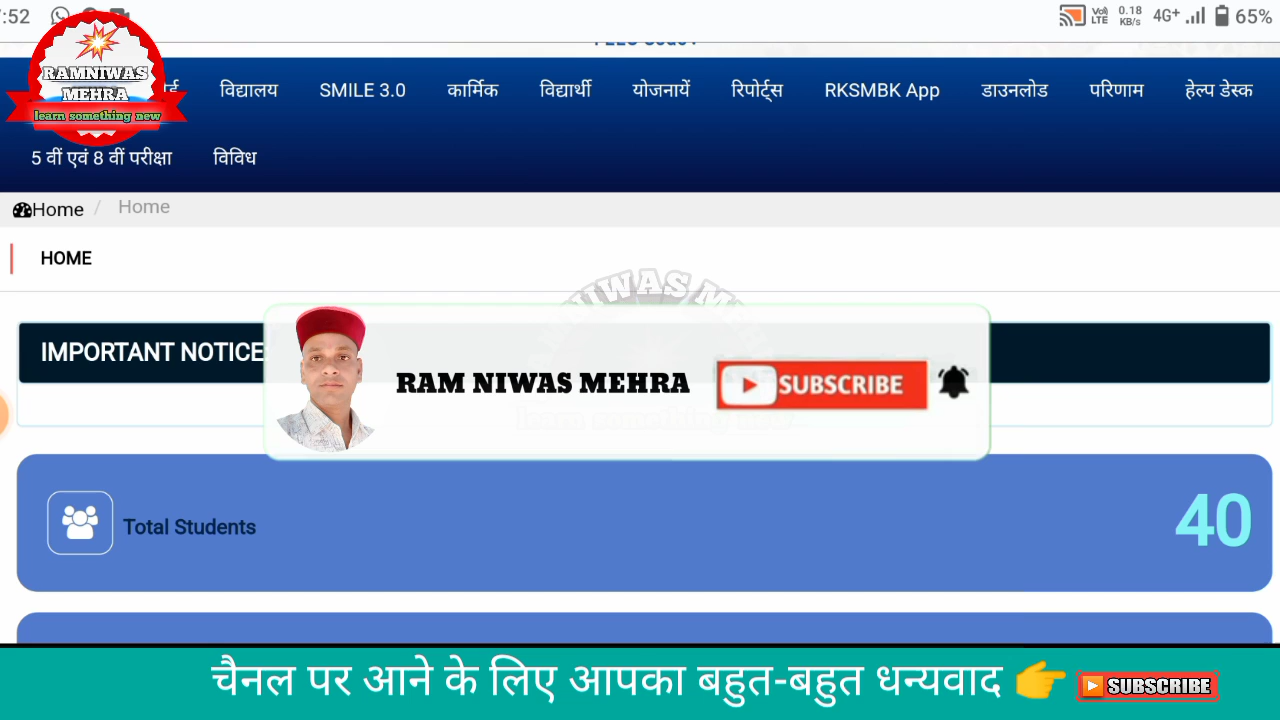 :52
Vo)) LTE 0.18 KB/s 4G+ 65%
RAMNIWAS MEHRA
learn something new
विद्यालय SMILE 3.0 कार्मिक विद्यार्थी योजनायें रिपोर्ट्स RKSMBK App डाउनलोड परिणाम हेल्प डेस्क
5 वीं एवं 8 वीं परीक्षा विविध
Home / Home
HOME
IMPORTANT NOTICE
RAM NIWAS MEHRA SUBSCRIBE
Total Students 40
चैनल पर आने के लिए आपका बहुत-बहुत धन्यवाद 👉 SUBSCRIBE